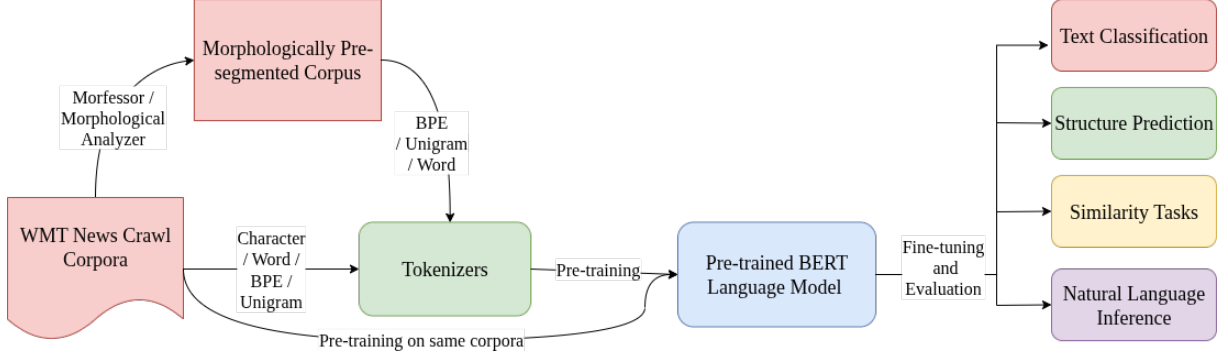 Morphologically Pre-
segmented Corpus
Morfessor /
Morphological
Analyzer
BPE
/ Unigram
/ Word
WMT News Crawl
Corpora
Character
/ Word /
BPE /
Unigram
Tokenizers
Pre-training
Pre-training on same corpora
Pre-trained BERT
Language Model
Fine-tuning
and
Evaluation
Text Classification
Structure Prediction
Similarity Tasks
Natural Language
Inference